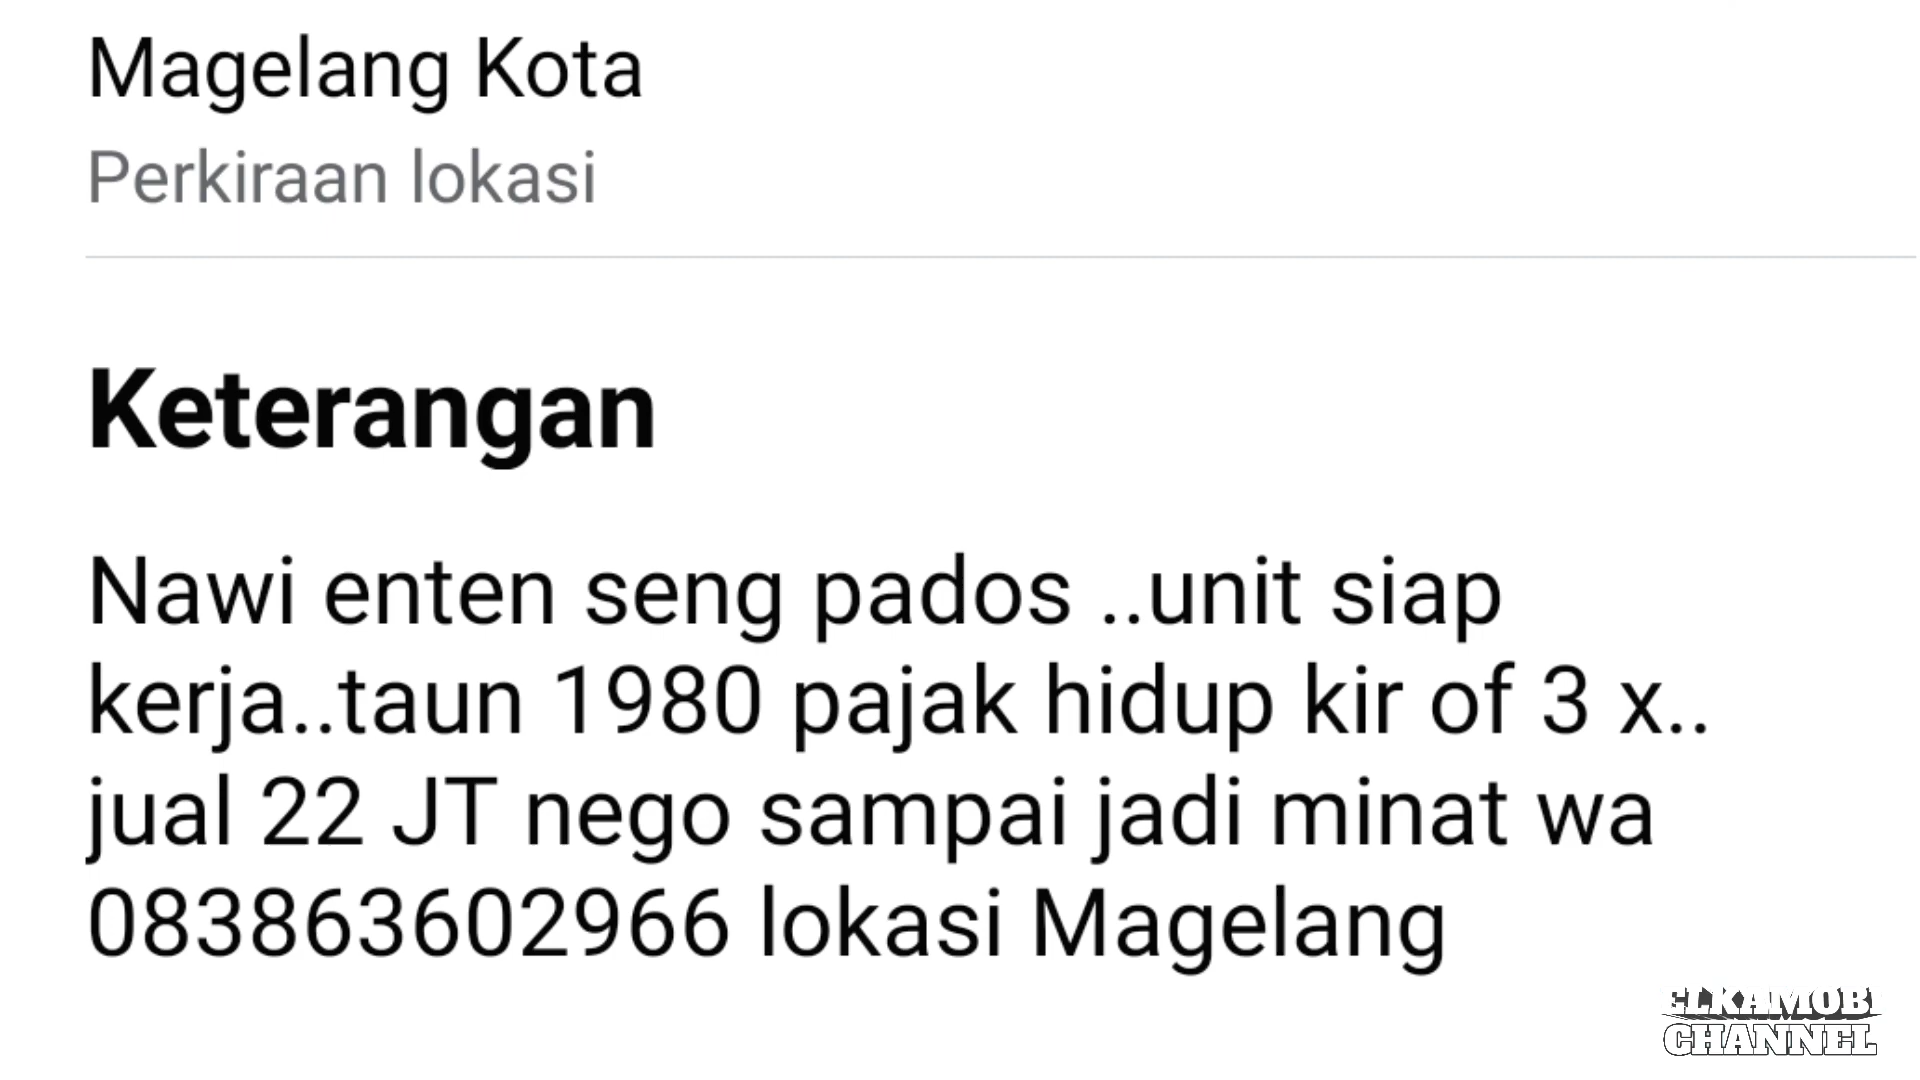 Magelang Kota
Perkiraan lokasi
Keterangan
Nawi enten seng pados ..unit siap
kerja..taun 1980 pajak hidup kir of 3 x..
jual 22 JT nego sampai jadi minat wa
083863602966 lokasi Magelang
ELKAMOBI
CHANNEL